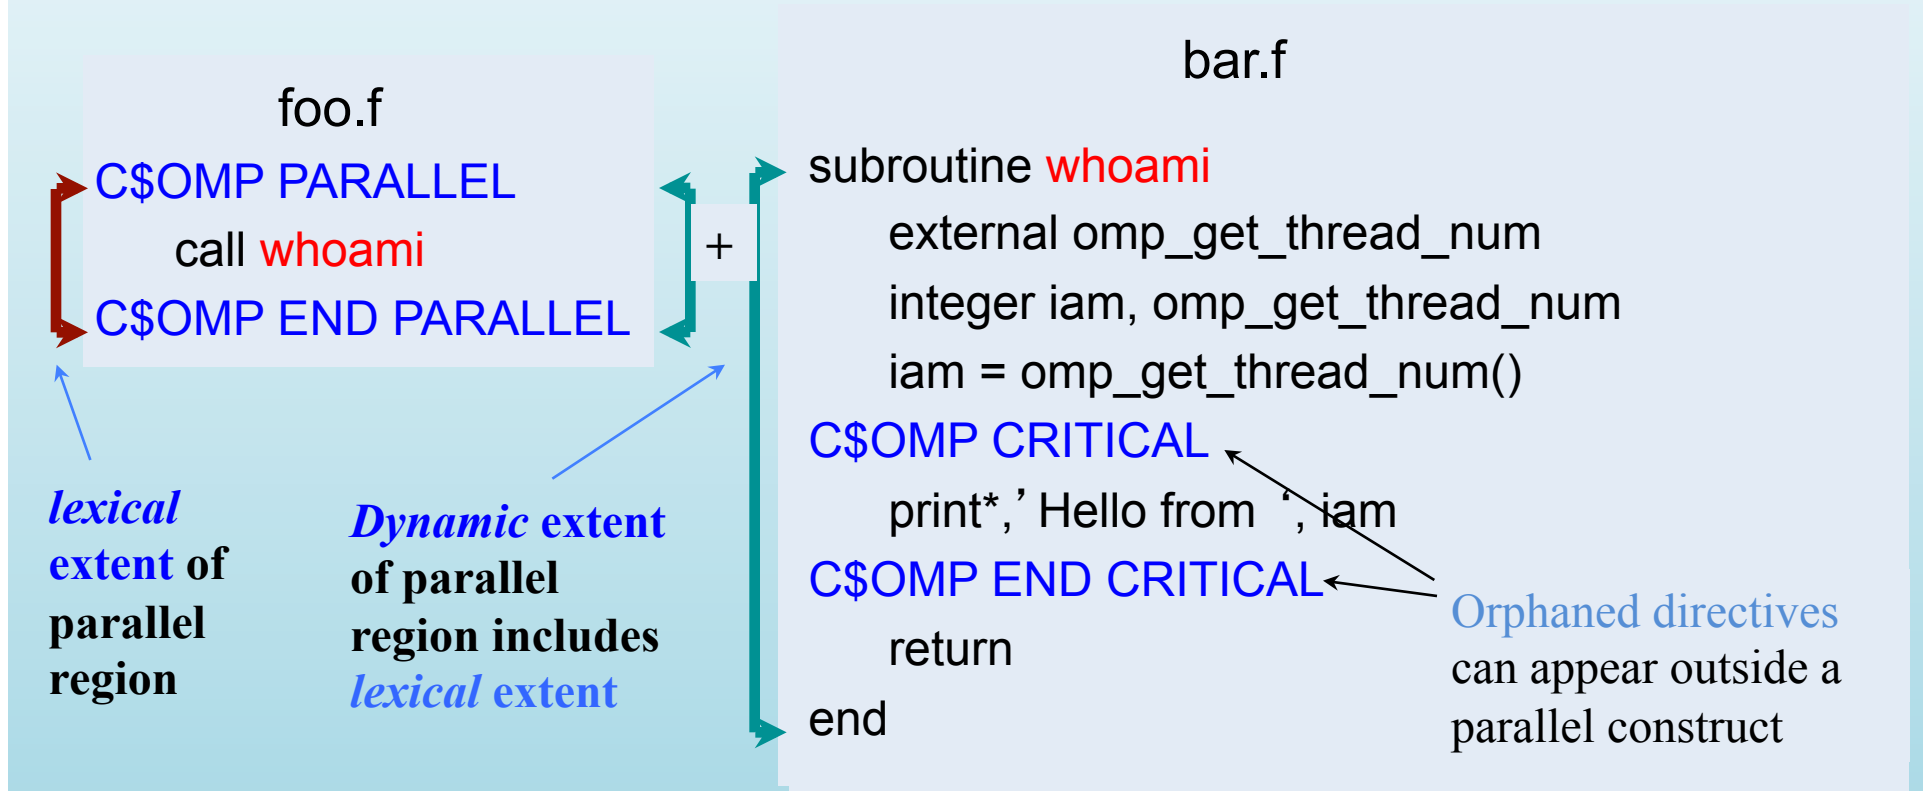 foo.f
C$OMP PARALLEL
call whoami
C$OMP END PARALLEL
lexical
extent of
parallel
region
Dynamic extent
of parallel
region includes
lexical extent
+
bar.f
subroutine whoami
external omp_get_thread_num
integer iam, omp_get_thread_num
iam = omp_get_thread_num()
C$OMP CRITICAL
print*,’ Hello from ‘, iam
C$OMP END CRITICAL
return
end
Orphaned directives
can appear outside a
parallel construct